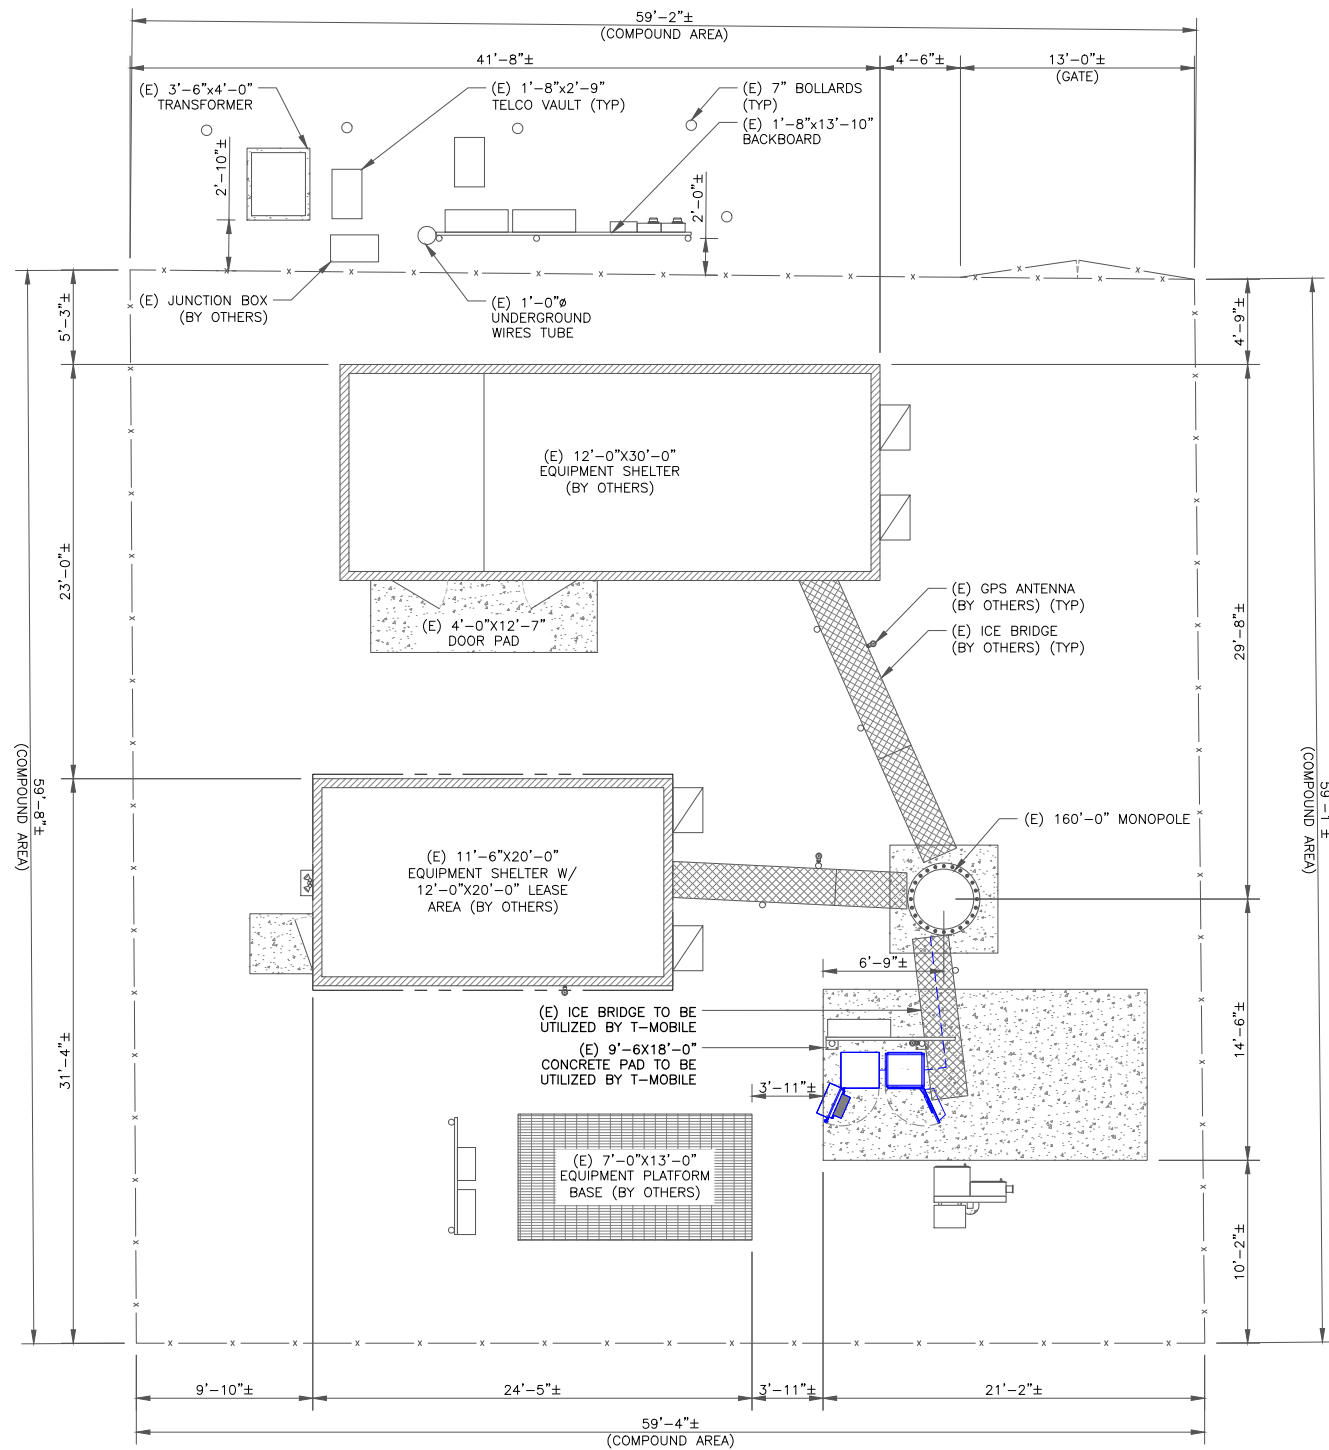 59'-2"±
(COMPOUND AREA)
41'-8"±
4'-6"±
13'-0"±
(GATE)
(E) 3'-6"x4'-0"
TRANSFORMER
(E) 1'-8"x2'-9"
TELCO VAULT (TYP)
(E) 7" BOLLARDS
(TYP)
(E) 1'-8"x13'-10"
BACKBOARD
2'-10"±
2'-0"±
(E) JUNCTION BOX
(BY OTHERS)
(E) 1'-0"ø
UNDERGROUND
WIRES TUBE
5'-3"±
4'-9"±
(E) 12'-0"X30'-0"
EQUIPMENT SHELTER
(BY OTHERS)
23'-0"±
(E) 4'-0"X12'-7"
DOOR PAD
(E) GPS ANTENNA
(BY OTHERS) (TYP)
(E) ICE BRIDGE
(BY OTHERS) (TYP)
29'-8"±
59'-8"±
(COMPOUND AREA)
59'-1"±
(COMPOUND AREA)
(E) 160'-0" MONOPOLE
(E) 11'-6"X20'-0"
EQUIPMENT SHELTER W/
12'-0"X20'-0" LEASE
AREA (BY OTHERS)
6'-9"±
(E) ICE BRIDGE TO BE
UTILIZED BY T-MOBILE
(E) 9'-6X18'-0"
CONCRETE PAD TO BE
UTILIZED BY T-MOBILE
31'-4"±
14'-6"±
3'-11"±
(E) 7'-0"X13'-0"
EQUIPMENT PLATFORM
BASE (BY OTHERS)
10'-2"±
9'-10"±
24'-5"±
3'-11"±
21'-2"±
59'-4"±
(COMPOUND AREA)